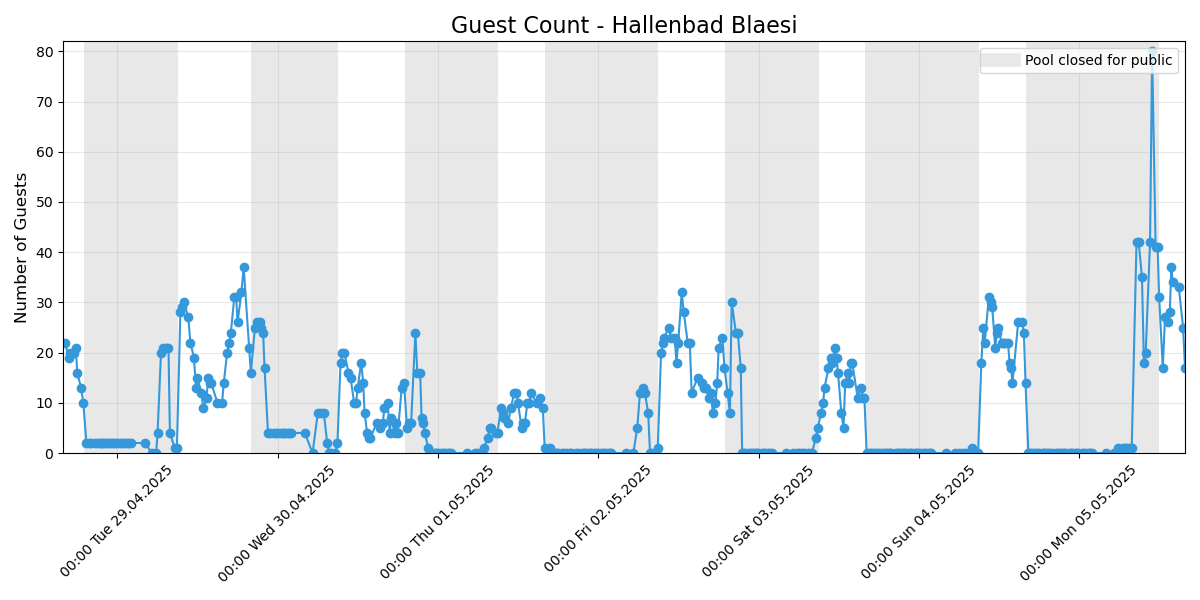 Guest Count - Hallenbad Blaesi
Pool closed for public
Number of Guests
80
70
60
50
40
30
20
10
0
00:00 Tue 29.04.2025
00:00 Wed 30.04.2025
00:00 Thu 01.05.2025
00:00 Fri 02.05.2025
00:00 Sat 03.05.2025
00:00 Sun 04.05.2025
00:00 Mon 05.05.2025